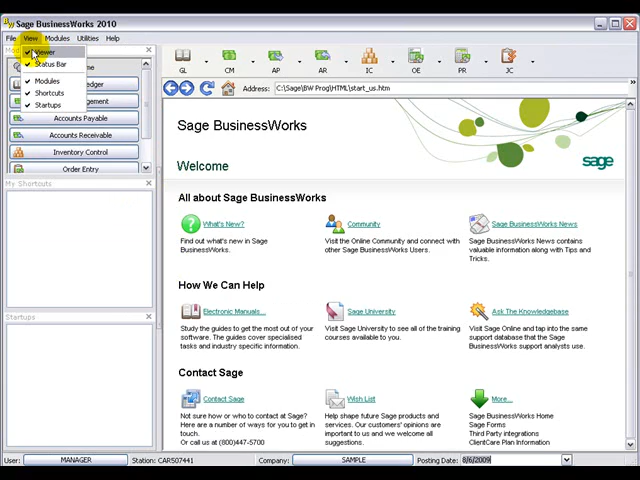 Sage BusinessWorks 2010
File View Modules Utilities Help
Viewer
Status Bar
Modules
Shortcuts
Startups
Accounts Payable
Accounts Receivable
Inventory Control
Order Entry
My Shortcuts
Startups
GL CM AP AR IC OE PR JC
Address: C:\Sage\BW Prog\HTML\start_us.htm
Sage BusinessWorks
Welcome
sage
All about Sage BusinessWorks
What's New?
Find out what's new in Sage
BusinessWorks.
Community
Visit the Online Community and connect with
other Sage BusinessWorks Users.
Sage BusinessWorks News
Sage BusinessWorks News contains
valuable information along with Tips and
Tricks.
How We Can Help
Electronic Manuals...
Study the guides to get the most out of your
software. The guides cover specialised
tasks and industry specific information.
Sage University
Visit Sage University to see all of the training
courses available.
Ask The Knowledgebase
Visit Sage Online and tap into the same
support database that the Sage
BusinessWorks support analysts use.
Contact Sage
Contact Sage
Not sure how or who to contact at Sage?
Here are a number of ways for you to get in
touch.
Or call us at (800)447-5700
Wish List
Help shape future Sage products and
services. Our customers' opinions are
important to us and we welcome all
suggestions.
More...
Sage BusinessWorks Home
Sage Forms
Third Party integrations
ClientCare Plan Information
User: MANAGER Station: CAR507441 Company: SAMPLE Posting Date: 8/6/2009